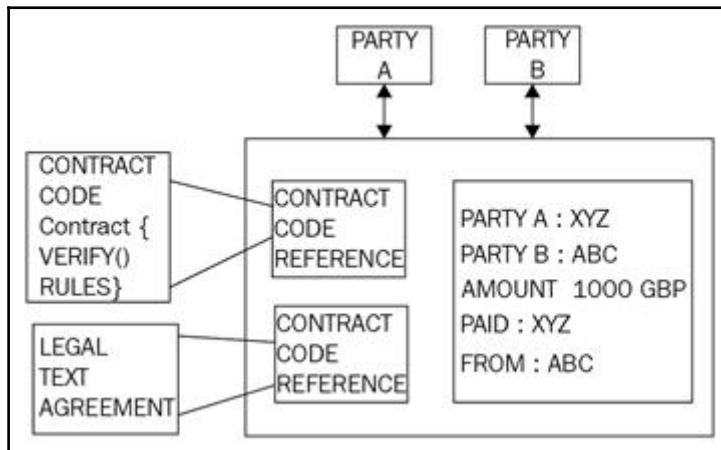 PARTY
A
PARTY
B
CONTRACT
CODE
Contract {
VERIFY()
RULES}
LEGAL
TEXT
AGREEMENT
CONTRACT
CODE
REFERENCE
CONTRACT
CODE
REFERENCE
PARTY A : XYZ
PARTY B : ABC
AMOUNT 1000 GBP
PAID : XYZ
FROM : ABC